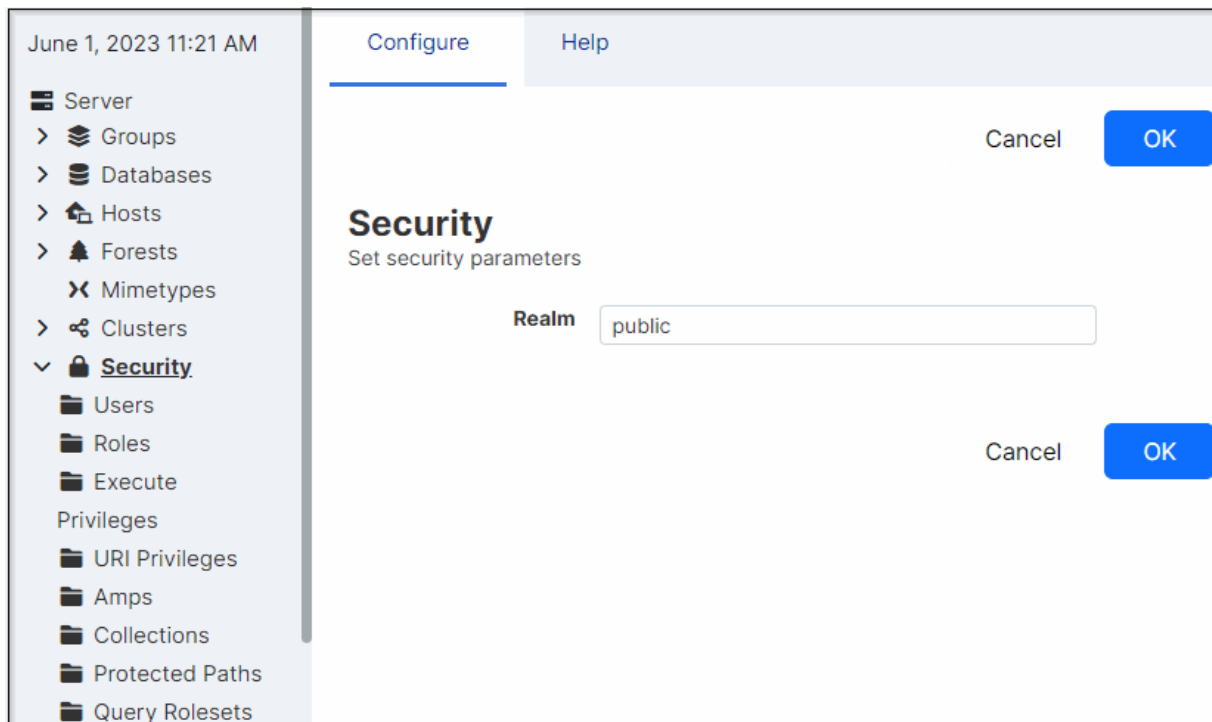 June 1, 2023 11:21 AM
Server
Groups
Databases
Hosts
Forests
Mimetypes
Clusters
Security
Users
Roles
Execute
Privileges
URI Privileges
Amps
Collections
Protected Paths
Query Rolesets
Configure Help
Cancel OK
Security
Set security parameters
Realm public
Cancel OK